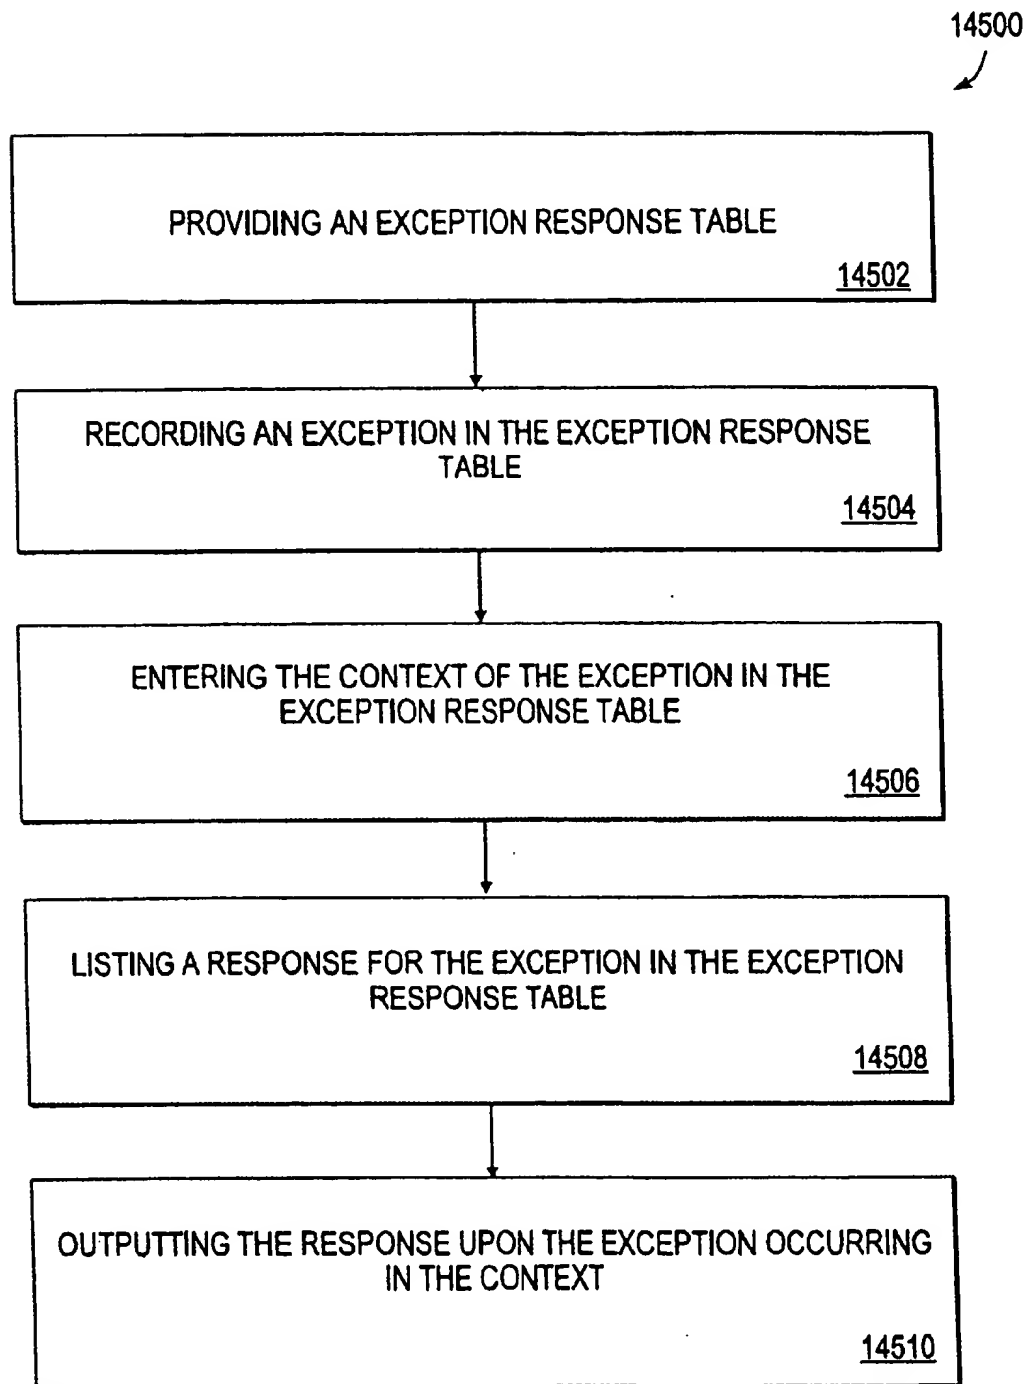 14500
PROVIDING AN EXCEPTION RESPONSE TABLE
14502
RECORDING AN EXCEPTION IN THE EXCEPTION RESPONSE
TABLE
14504
ENTERING THE CONTEXT OF THE EXCEPTION IN THE
EXCEPTION RESPONSE TABLE
14506
LISTING A RESPONSE FOR THE EXCEPTION IN THE EXCEPTION
RESPONSE TABLE
14508
OUTPUTTING THE RESPONSE UPON THE EXCEPTION OCCURRING
IN THE CONTEXT
14510